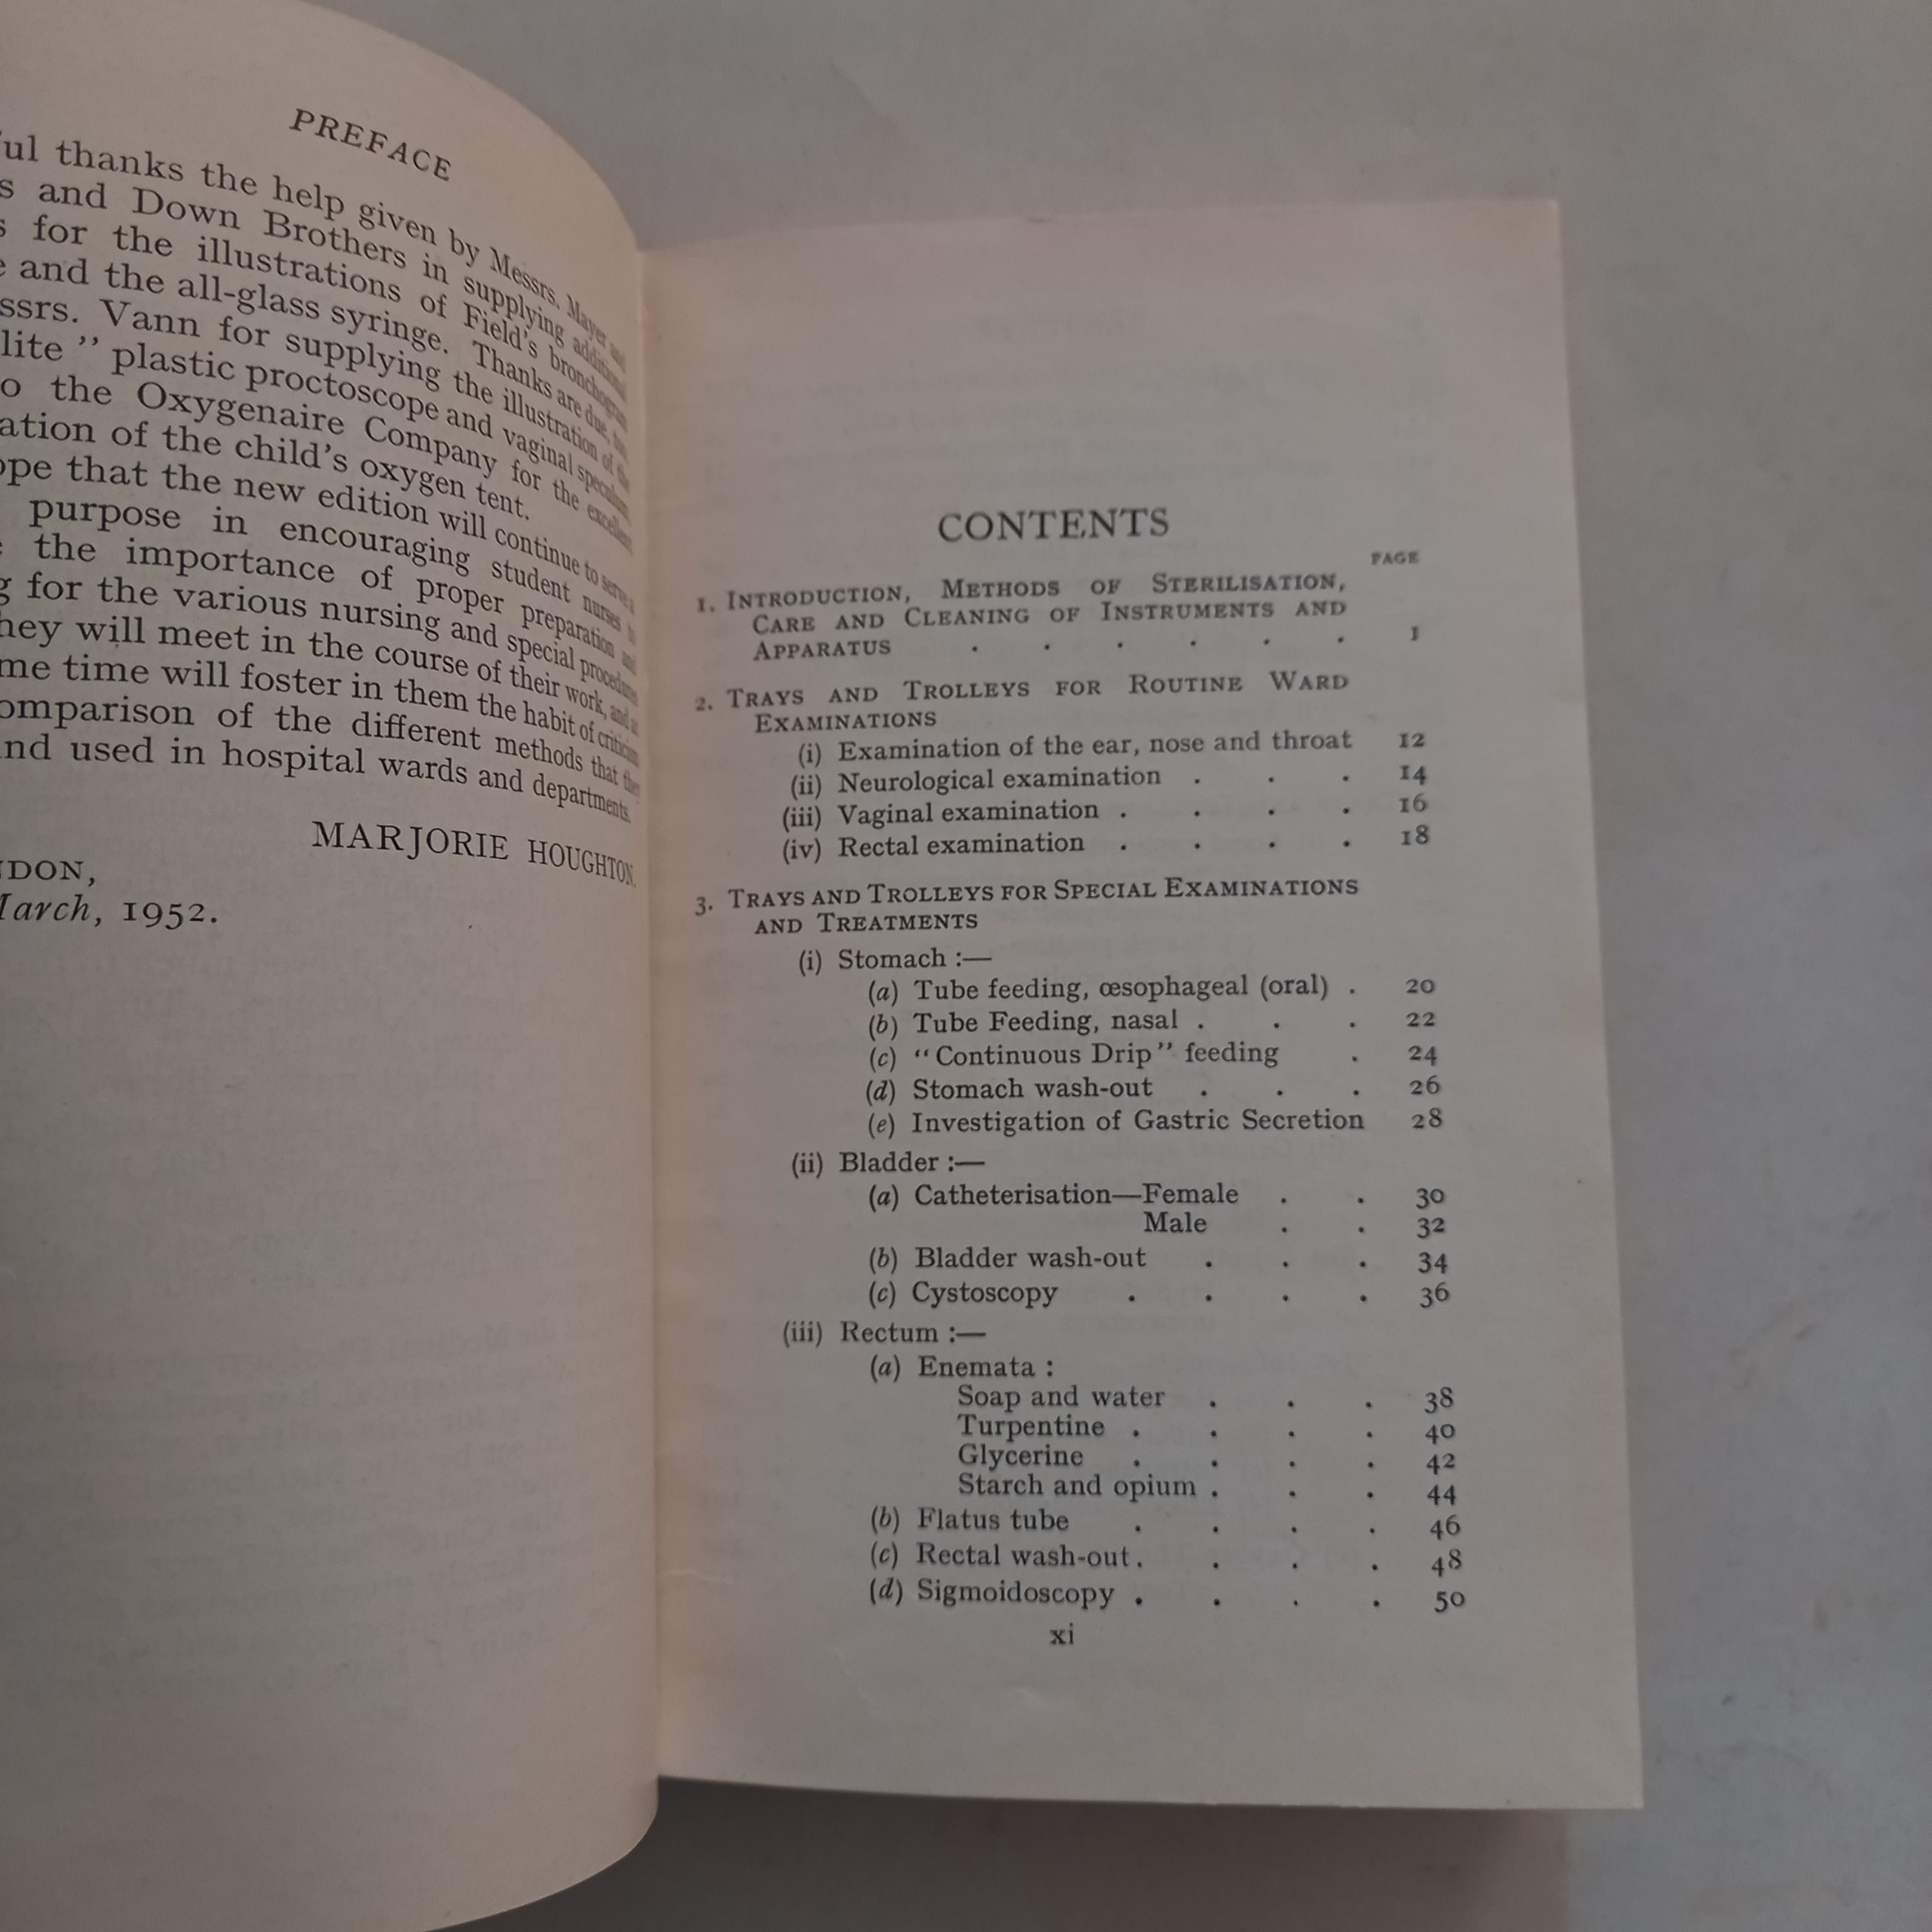 PREFACE
ul thanks the help given by Messrs. Mayer and
s and Down Brothers in supplying additional
s for the illustrations of Field's bronchogram
e and the all-glass syringe. Thanks are due, too,
ssrs. Vann for supplying the illustration of the
lite " plastic proctoscope and vaginal speculum,
o the Oxygenaire Company for the excellent
ation of the child's oxygen tent.
ope that the new edition will continue to serve a
purpose in encouraging student nurses to
e the importance of proper preparation and
g for the various nursing and special procedures
hey will meet in the course of their work, and at
me time will foster in them the habit of criticism
omparison of the different methods that they
nd used in hospital wards and departments.
MARJORIE HOUGHTON.
NDON,
March, 1952.
CONTENTS
PAGE
1. INTRODUCTION, METHODS OF STERILISATION,
CARE AND CLEANING OF INSTRUMENTS AND
APPARATUS . . . . . . 1
2. TRAYS AND TROLLEYS FOR ROUTINE WARD
EXAMINATIONS
(i) Examination of the ear, nose and throat 12
(ii) Neurological examination . . . 14
(iii) Vaginal examination . . . . 16
(iv) Rectal examination . . . . 18
3. TRAYS AND TROLLEYS FOR SPECIAL EXAMINATIONS
AND TREATMENTS
(i) Stomach :—
(a) Tube feeding, œsophageal (oral) . 20
(b) Tube Feeding, nasal . . . 22
(c) "Continuous Drip" feeding . 24
(d) Stomach wash-out . . . 26
(e) Investigation of Gastric Secretion 28
(ii) Bladder :—
(a) Catheterisation—Female . . 30
Male . . 32
(b) Bladder wash-out . . . 34
(c) Cystoscopy . . . . 36
(iii) Rectum :—
(a) Enemata :
Soap and water . . . 38
Turpentine . . . . 40
Glycerine . . . . 42
Starch and opium . . . 44
(b) Flatus tube . . . . 46
(c) Rectal wash-out . . . . 48
(d) Sigmoidoscopy . . . . 50
xi